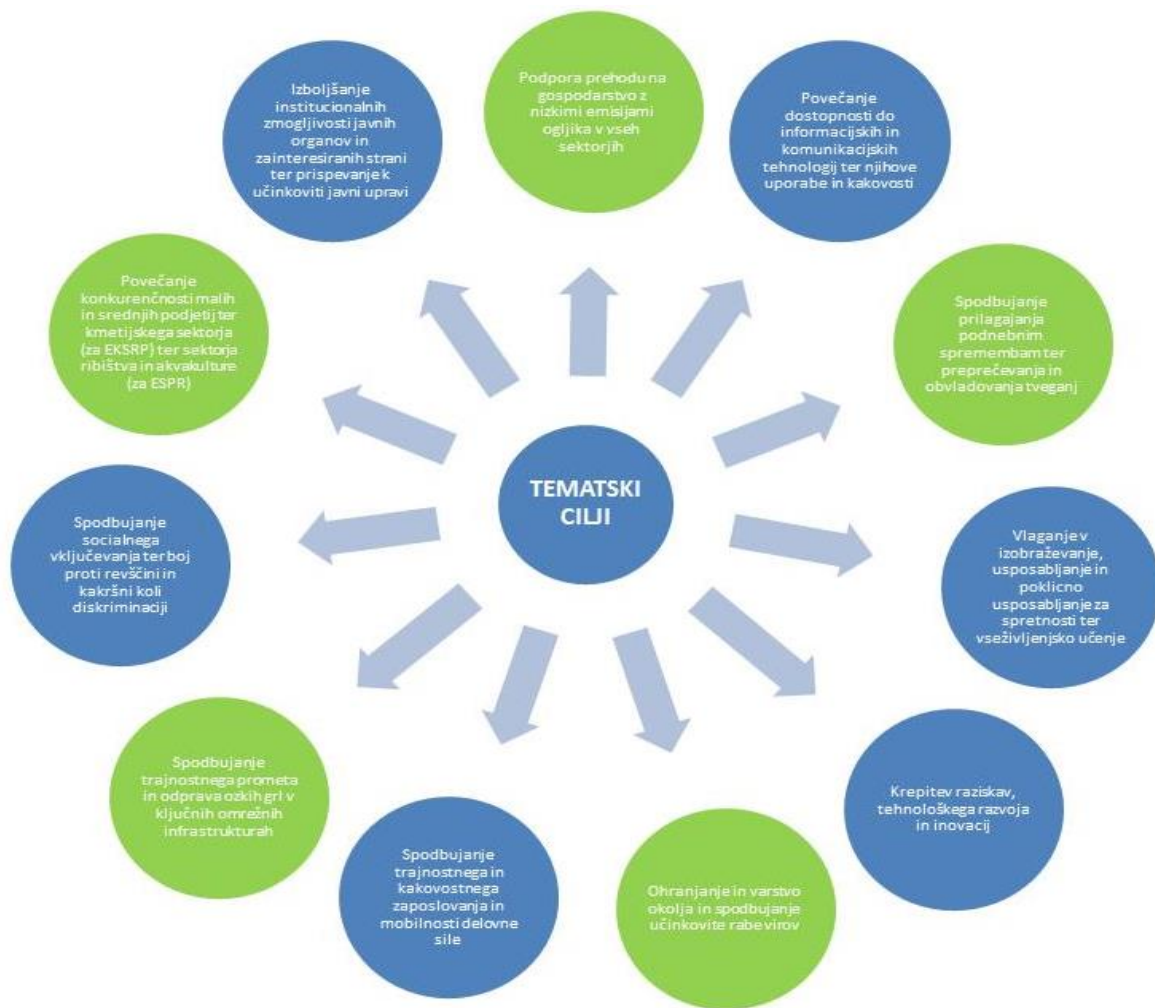 Podpora prehodu na
gospodarstvo z
nizkimi emisijami
ogljika v vseh
sektorjih
Povečanje
dostopnosti do
informacijskih in
komunikacijskih
tehnologij ter njihove
uporabe in kakovosti
Spodbujanje
prilagajanja
podnebnim
spremembam ter
preprečevanja in
obvladovanja tveganj
Vlaganje v
izobraževanje,
usposabljanje in
poklicno
usposabljanje za
spretnosti ter
vseživljenjsko učenje
Krepitev raziskav,
tehnološkega razvoja
in inovacij
Ohranjanje in varstvo
okolja in spodbujanje
učinkovite rabe virov
Spodbujanje
trajnostnega in
kakovostnega
zaposlovanja in
mobilnosti delovne
sile
Spodbujanje
trajnostnega prometa
in odprava ozkih grl v
ključnih omrežnih
infrastrukturah
Spodbujanje
socialnega
vključevanja ter boj
proti revščini in
kakršni koli
diskriminaciji
Povečanje
konkurenčnosti malih
in srednjih podjetij ter
kmetijskega sektorja
(za EKSRP) ter sektorja
ribištva in akvakulture
(za ESPR)
Izboljšanje
institucionalnih
zmogljivosti javnih
organov in
zainteresiranih strani
ter prispevanje k
učinkoviti javni upravi
TEMATSKI
CILJI